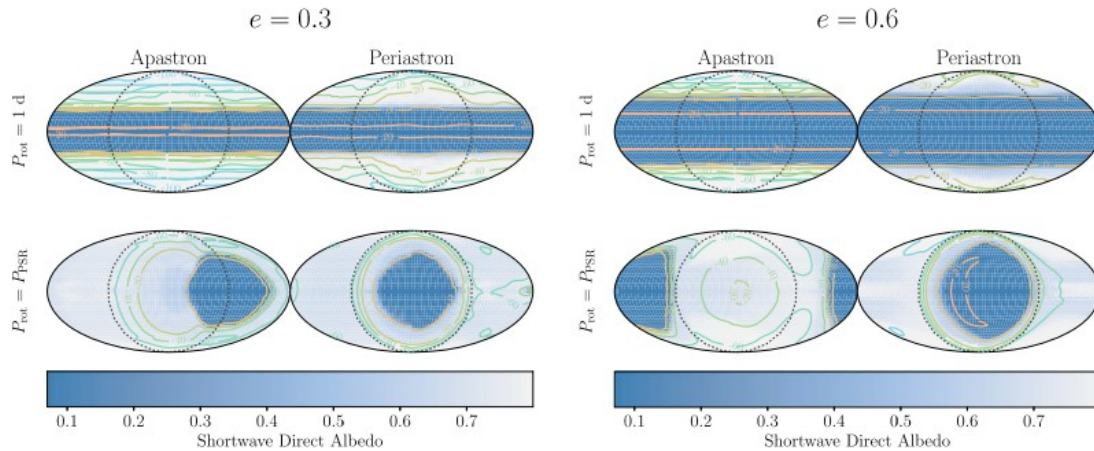 e = 0.3
e = 0.6
Apastron Periastron
Apastron Periastron
P_rot = 1 d
P_rot = 1 d
P_rot = P_PSR
P_rot = P_PSR
0.1 0.2 0.3 0.4 0.5 0.6 0.7
Shortwave Direct Albedo
0.1 0.2 0.3 0.4 0.5 0.6 0.7
Shortwave Direct Albedo